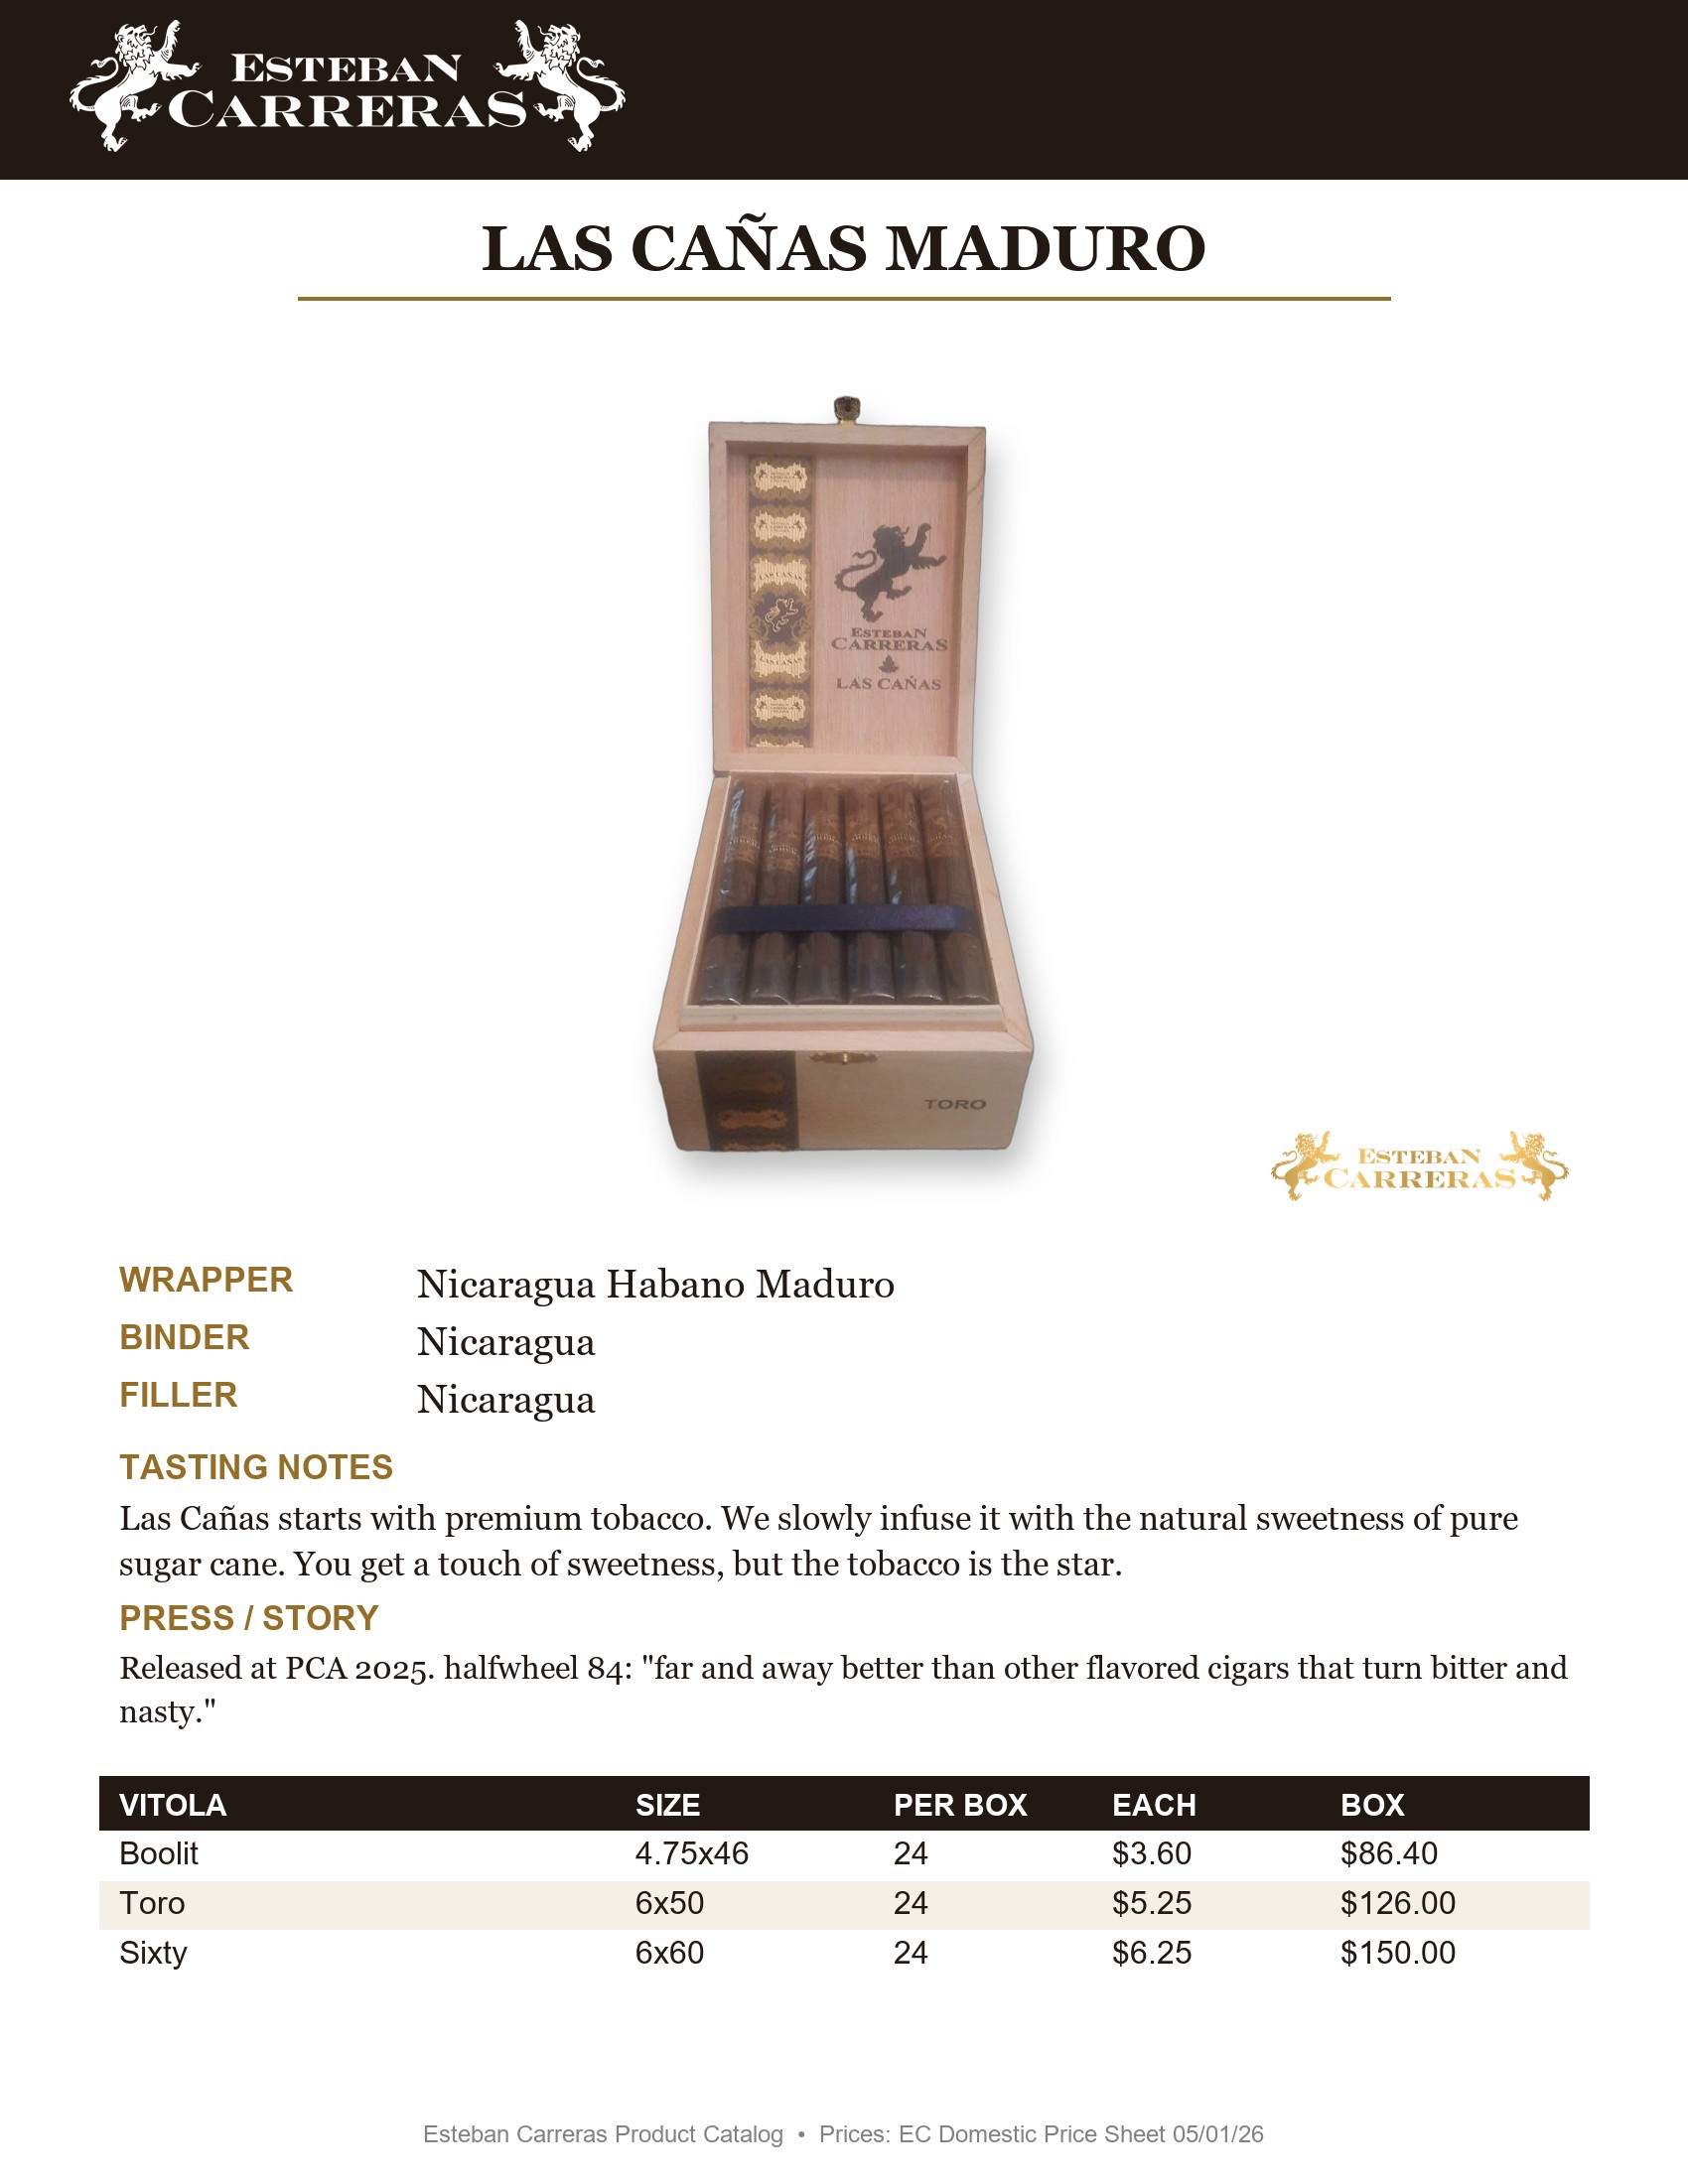 ESTEBAN
CARRERAS
LAS CAÑAS MADURO
LAS CAÑAS
ESTEBAN
CARRERAS
LAS CAÑAS
LAS CAÑAS
TORO
ESTEBAN
CARRERAS
WRAPPER Nicaragua Habano Maduro
BINDER Nicaragua
FILLER Nicaragua
TASTING NOTES
Las Cañas starts with premium tobacco. We slowly infuse it with the natural sweetness of pure
sugar cane. You get a touch of sweetness, but the tobacco is the star.
PRESS / STORY
Released at PCA 2025. halfwheel 84: "far and away better than other flavored cigars that turn bitter and
nasty."
VITOLA SIZE PER BOX EACH BOX
Boolit 4.75x46 24 $3.60 $86.40
Toro 6x50 24 $5.25 $126.00
Sixty 6x60 24 $6.25 $150.00
Esteban Carreras Product Catalog • Prices: EC Domestic Price Sheet 05/01/26